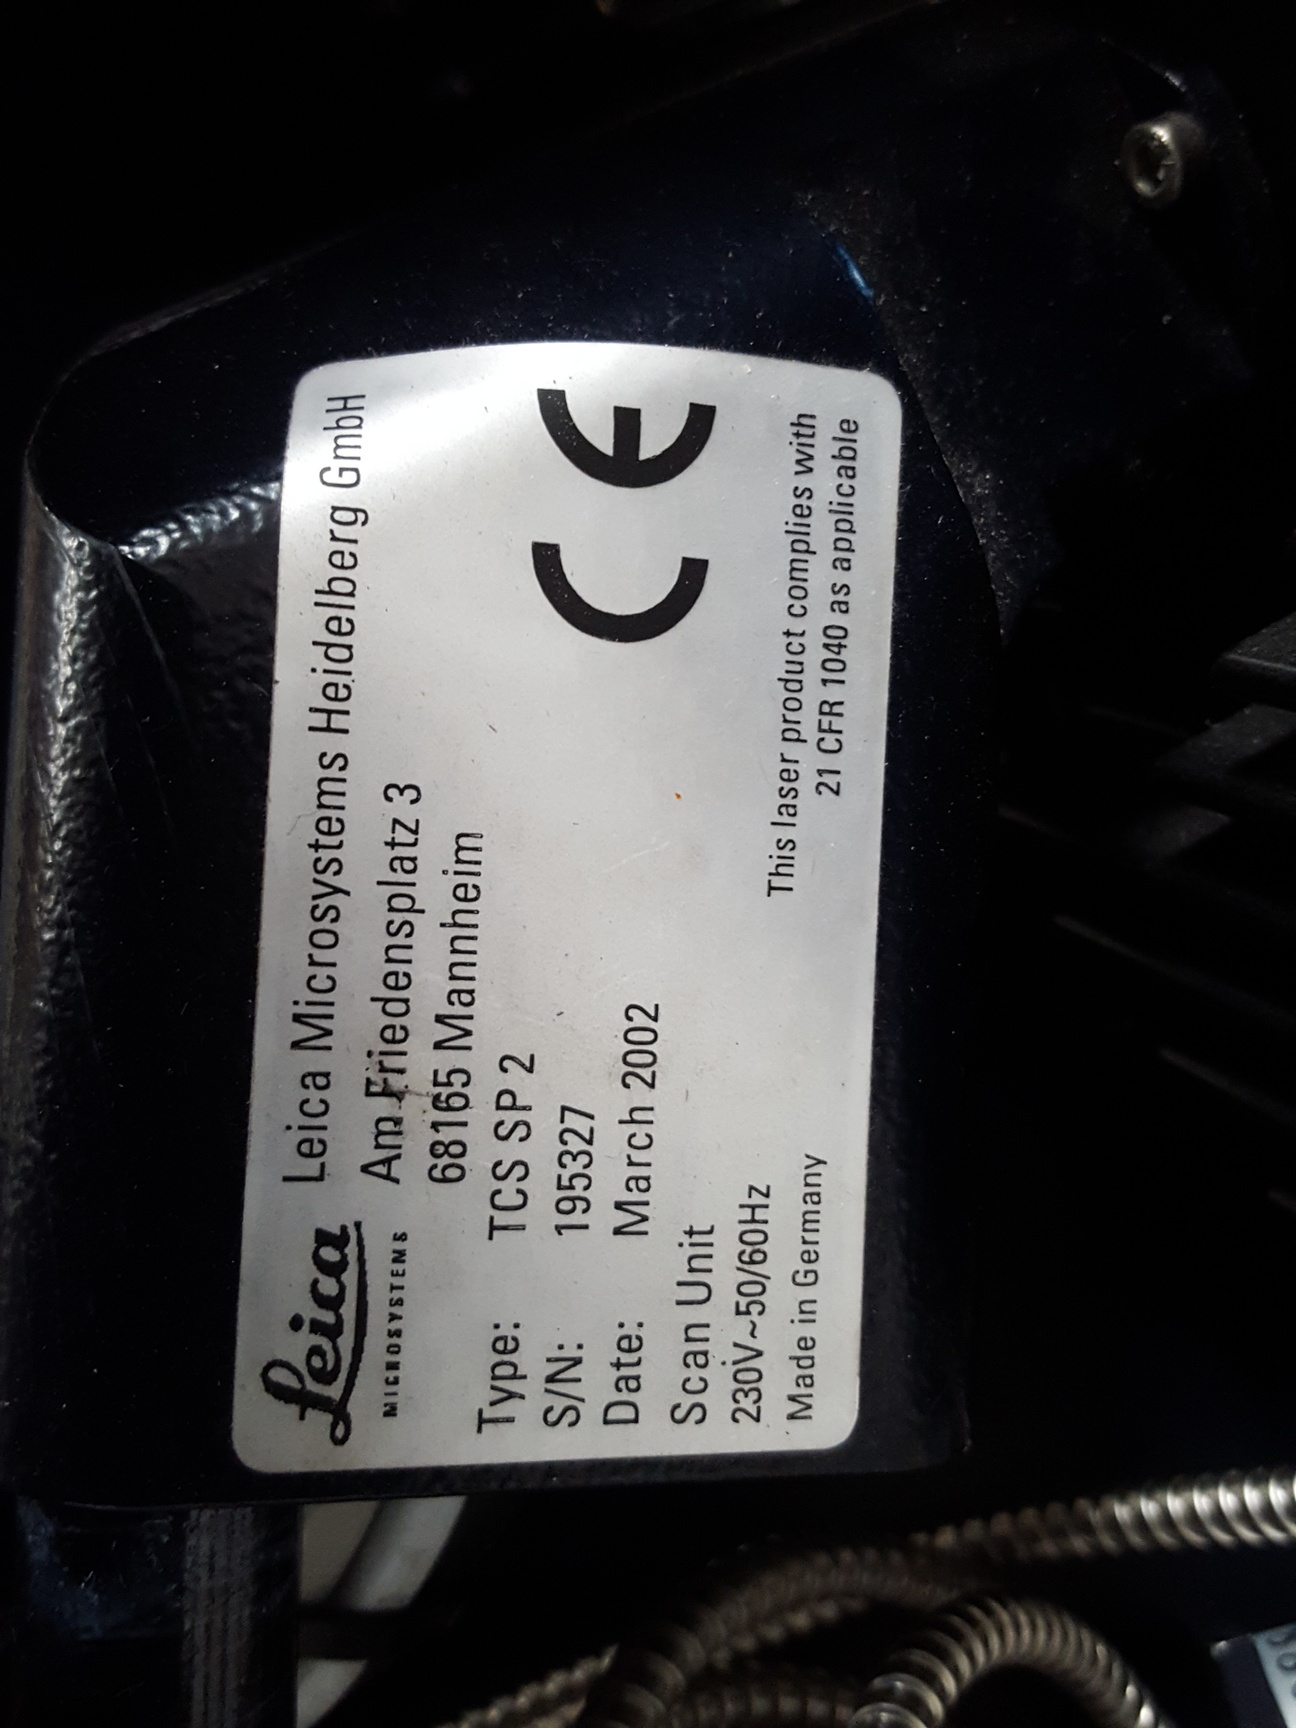 Leica Leica Microsystems Heidelberg GmbH
MICROSYSTEMS Am Friedensplatz 3
68165 Mannheim
Type: TCS SP 2
S/N: 195327
Date: March 2002
Scan Unit
230V~50/60Hz
Made in Germany
CE
This laser product complies with
21 CFR 1040 as applicable